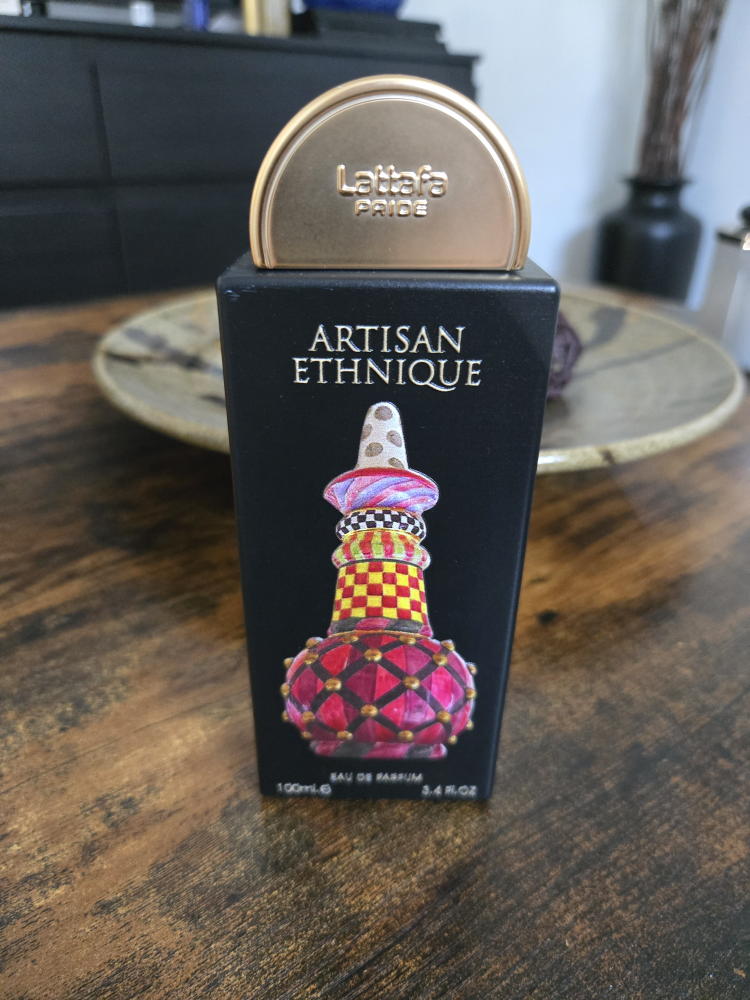 Lattafa
PRIDE
ARTISAN
ETHNIQUE
EAU DE PARFUM
100ml.℮ 3.4 Fl.OZ